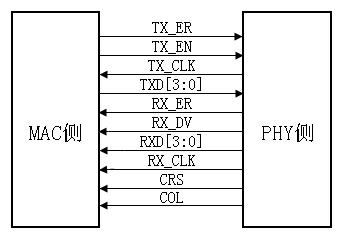 TX_ER
TX_EN
TX_CLK
TXD[3:0]
RX_ER
MAC侧
RX_DV
PHY侧
RXD[3:0]
RX_CLK
CRS
COL